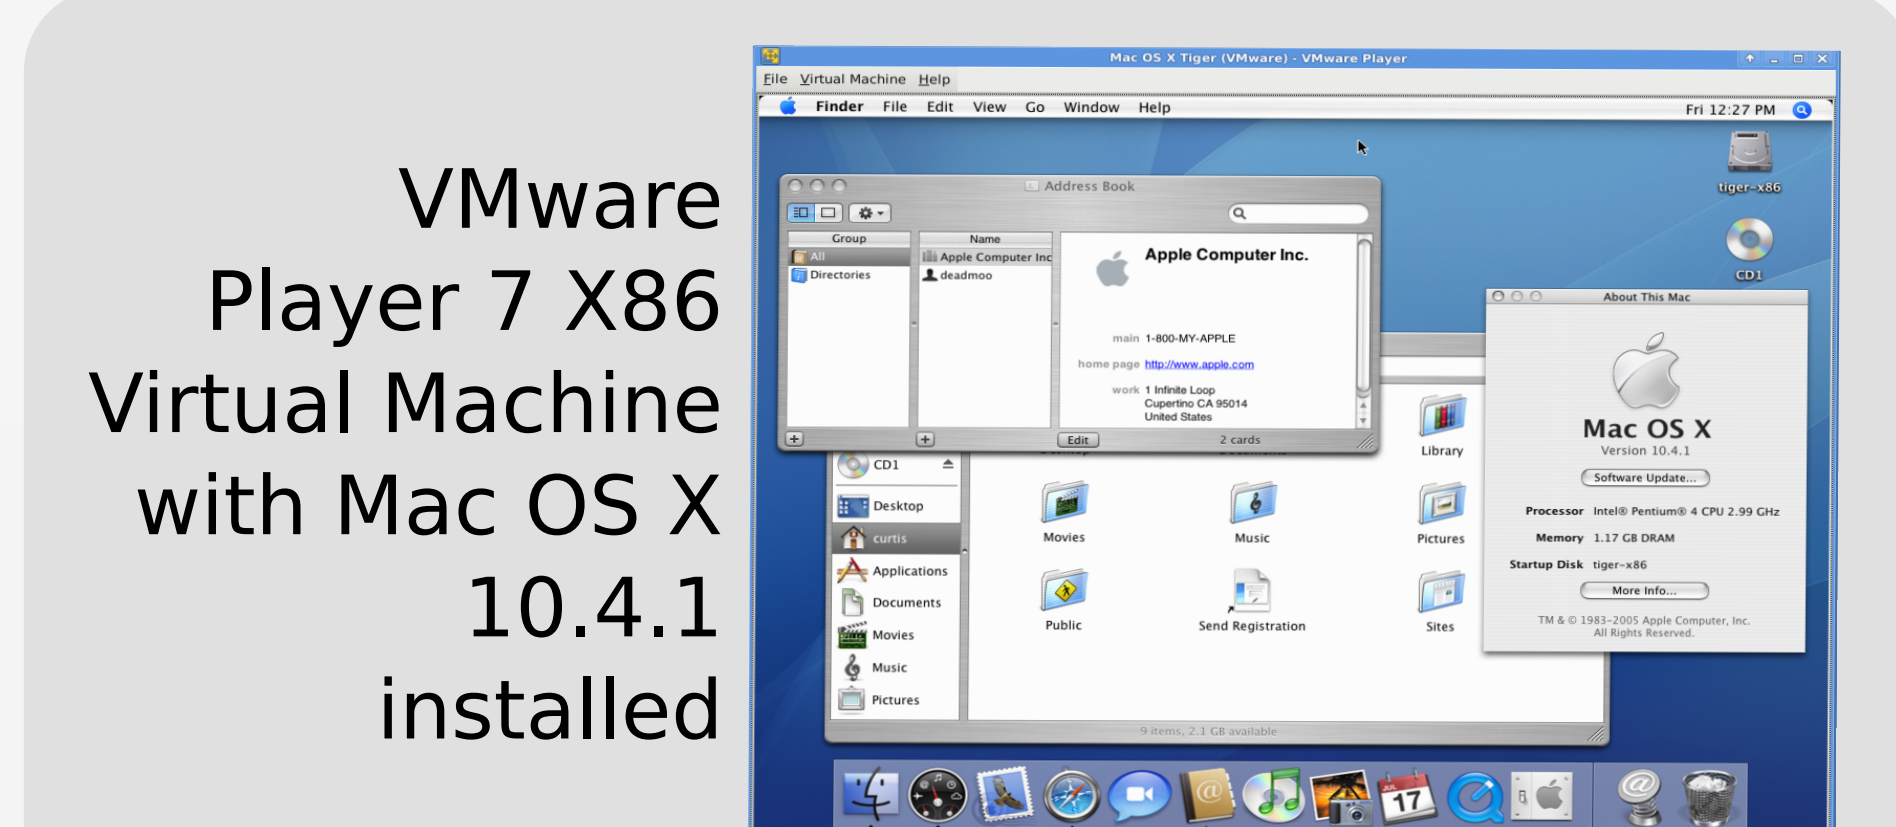 VMware
Player 7 X86
Virtual Machine
with Mac OS X
10.4.1
installed
Mac OS X Tiger (VMware) - VMware Player
File Virtual Machine Help
Finder File Edit View Go Window Help
Fri 12:27 PM
tiger-x86
CD1
Address Book
Group
All
Directories
Name
Apple Computer Inc
deadmoo
Apple Computer Inc.
main 1-800-MY-APPLE
home page http://www.apple.com
work 1 Infinite Loop
Cupertino CA 95014
United States
Edit
2 cards
About This Mac
Mac OS X
Version 10.4.1
Software Update...
Processor Intel® Pentium® 4 CPU 2.99 GHz
Memory 1.17 GB DRAM
Startup Disk tiger-x86
More Info...
TM & © 1983-2005 Apple Computer, Inc.
All Rights Reserved.
CD1
Desktop
curtis
Applications
Documents
Movies
Music
Pictures
Library
Movies
Music
Pictures
Public
Send Registration
Sites
9 items, 2.1 GB available
JUL
17